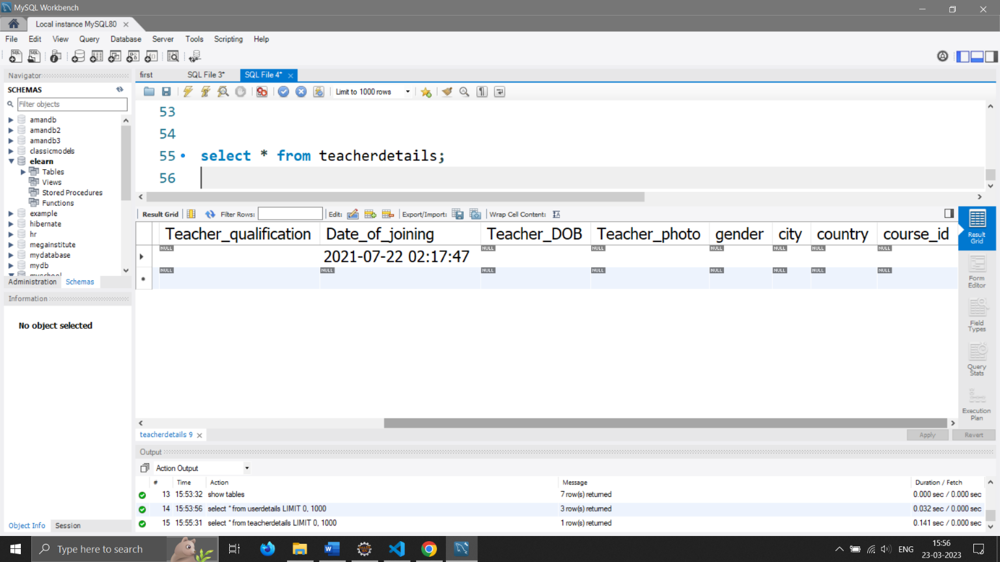 MySQL Workbench
Local instance MySQL80
File Edit View Query Database Server Tools Scripting Help
Navigator
SCHEMAS
Filter objects
amandb
amandb2
amandb3
classicmodels
elearn
Tables
Views
Stored Procedures
Functions
example
hibernate
hr
megainstitute
mydatabase
mydb
Administration Schemas
Information
No object selected
Object Info Session
first SQL File 3* SQL File 4*
Limit to 1000 rows
53
54
55 select * from teacherdetails;
56
Result Grid Filter Rows: Edit: Export/Import: Wrap Cell Content:
Teacher_qualification Date_of_joining Teacher_DOB Teacher_photo gender city country course_id
NULL 2021-07-22 02:17:47 NULL NULL NULL NULL NULL NULL
NULL NULL NULL NULL NULL NULL NULL NULL
Result
Grid
Form
Editor
Field
Types
Query
Stats
Execution
Plan
teacherdetails 9
Apply Revert
Output
Action Output
# Time Action Message Duration / Fetch
13 15:53:32 show tables 7 row(s) returned 0.000 sec / 0.000 sec
14 15:53:56 select * from userdetails LIMIT 0, 1000 3 row(s) returned 0.032 sec / 0.000 sec
15 15:55:31 select * from teacherdetails LIMIT 0, 1000 1 row(s) returned 0.141 sec / 0.000 sec
Type here to search
ENG
15:56
23-03-2023